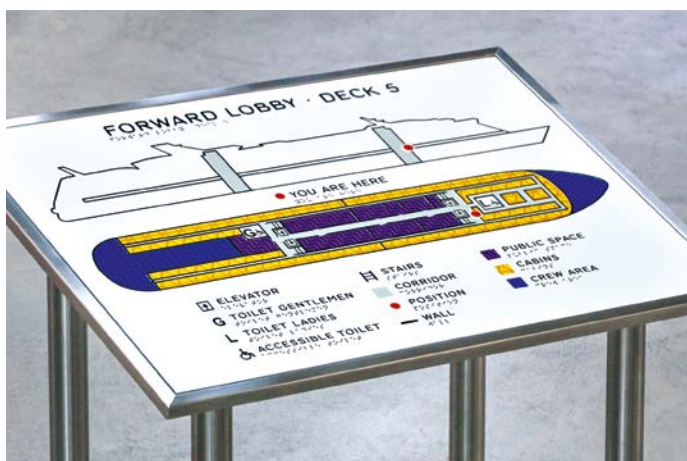 FORWARD LOBBY · DECK 5
YOU ARE HERE
G
L
ELEVATOR
G TOILET GENTLEMEN
L TOILET LADIES
ACCESSIBLE TOILET
STAIRS
CORRIDOR
POSITION
WALL
PUBLIC SPACE
CABINS
CREW AREA